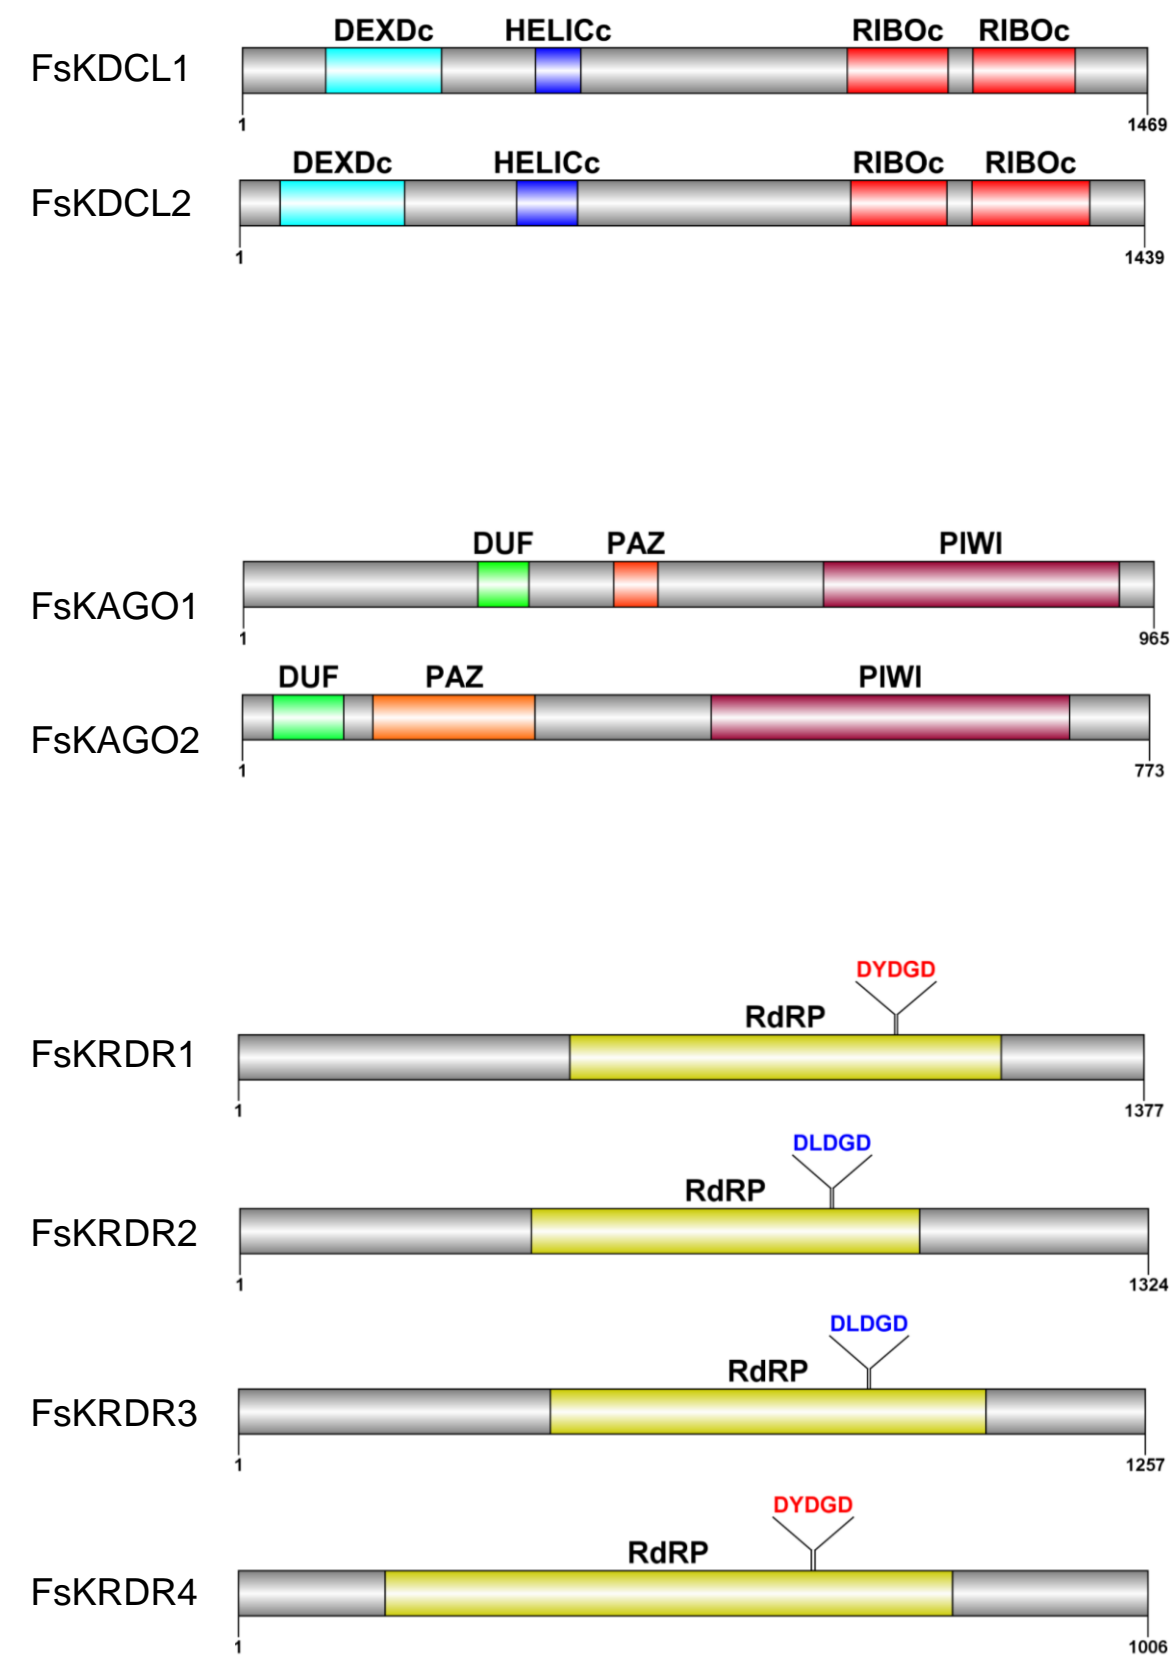 DEXDc HELICc RIBOc RIBOc
FsKDCL1
1 1469
DEXDc HELICc RIBOc RIBOc
FsKDCL2
1 1439
DUF PAZ PIWI
FsKAGO1
1 965
DUF PAZ PIWI
FsKAGO2
1 773
DYDGD
RdRP
FsKRDR1
1 1377
DLDGD
RdRP
FsKRDR2
1 1324
DLDGD
RdRP
FsKRDR3
1 1257
DYDGD
RdRP
FsKRDR4
1 1006